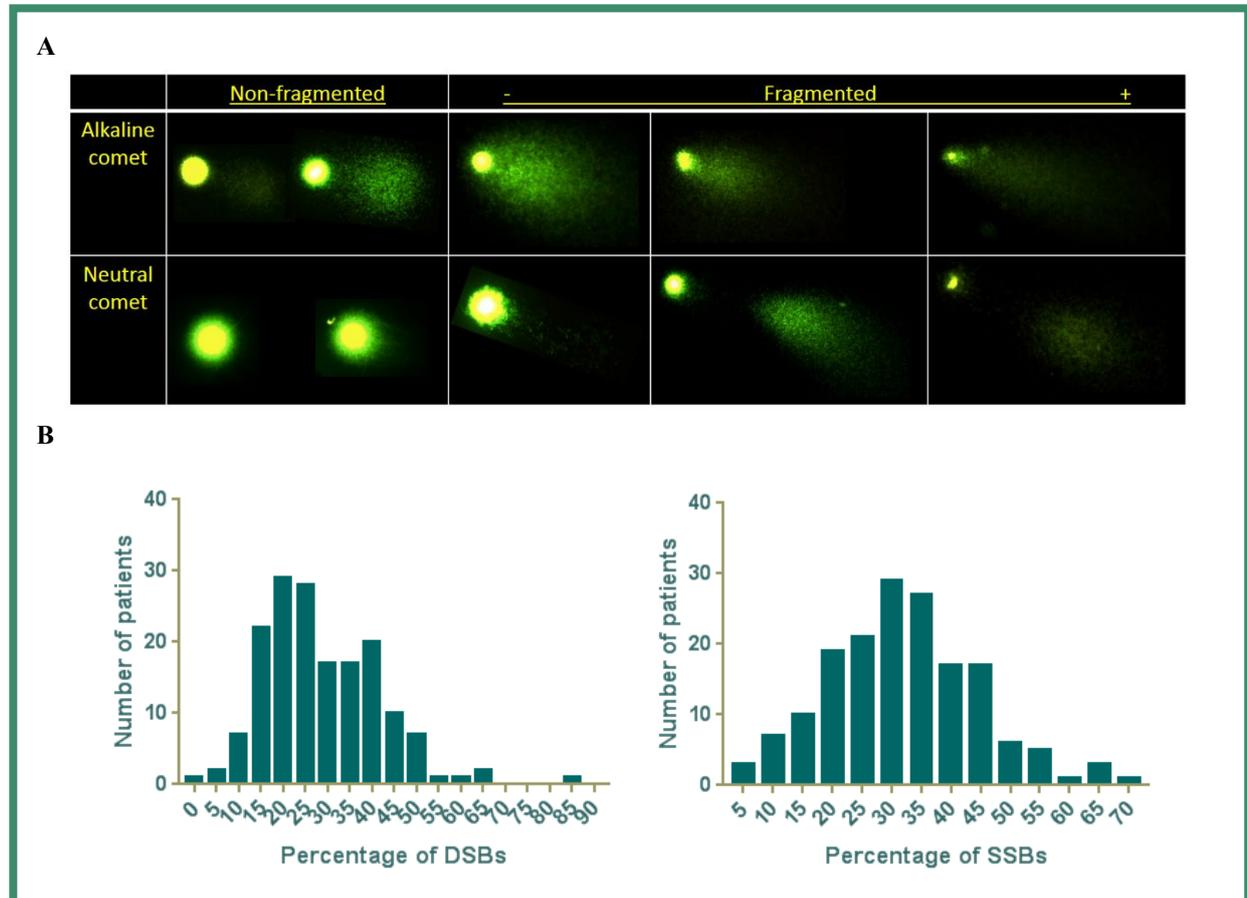 A
Non-fragmented - Fragmented +
Alkaline
comet
Neutral
comet
B
Number of patients
40
30
20
10
0
0 5 10 15 20 25 30 35 40 45 50 55 60 65 70 75 80 85 90
Percentage of DSBs
Number of patients
40
30
20
10
0
5 10 15 20 25 30 35 40 45 50 55 60 65 70
Percentage of SSBs